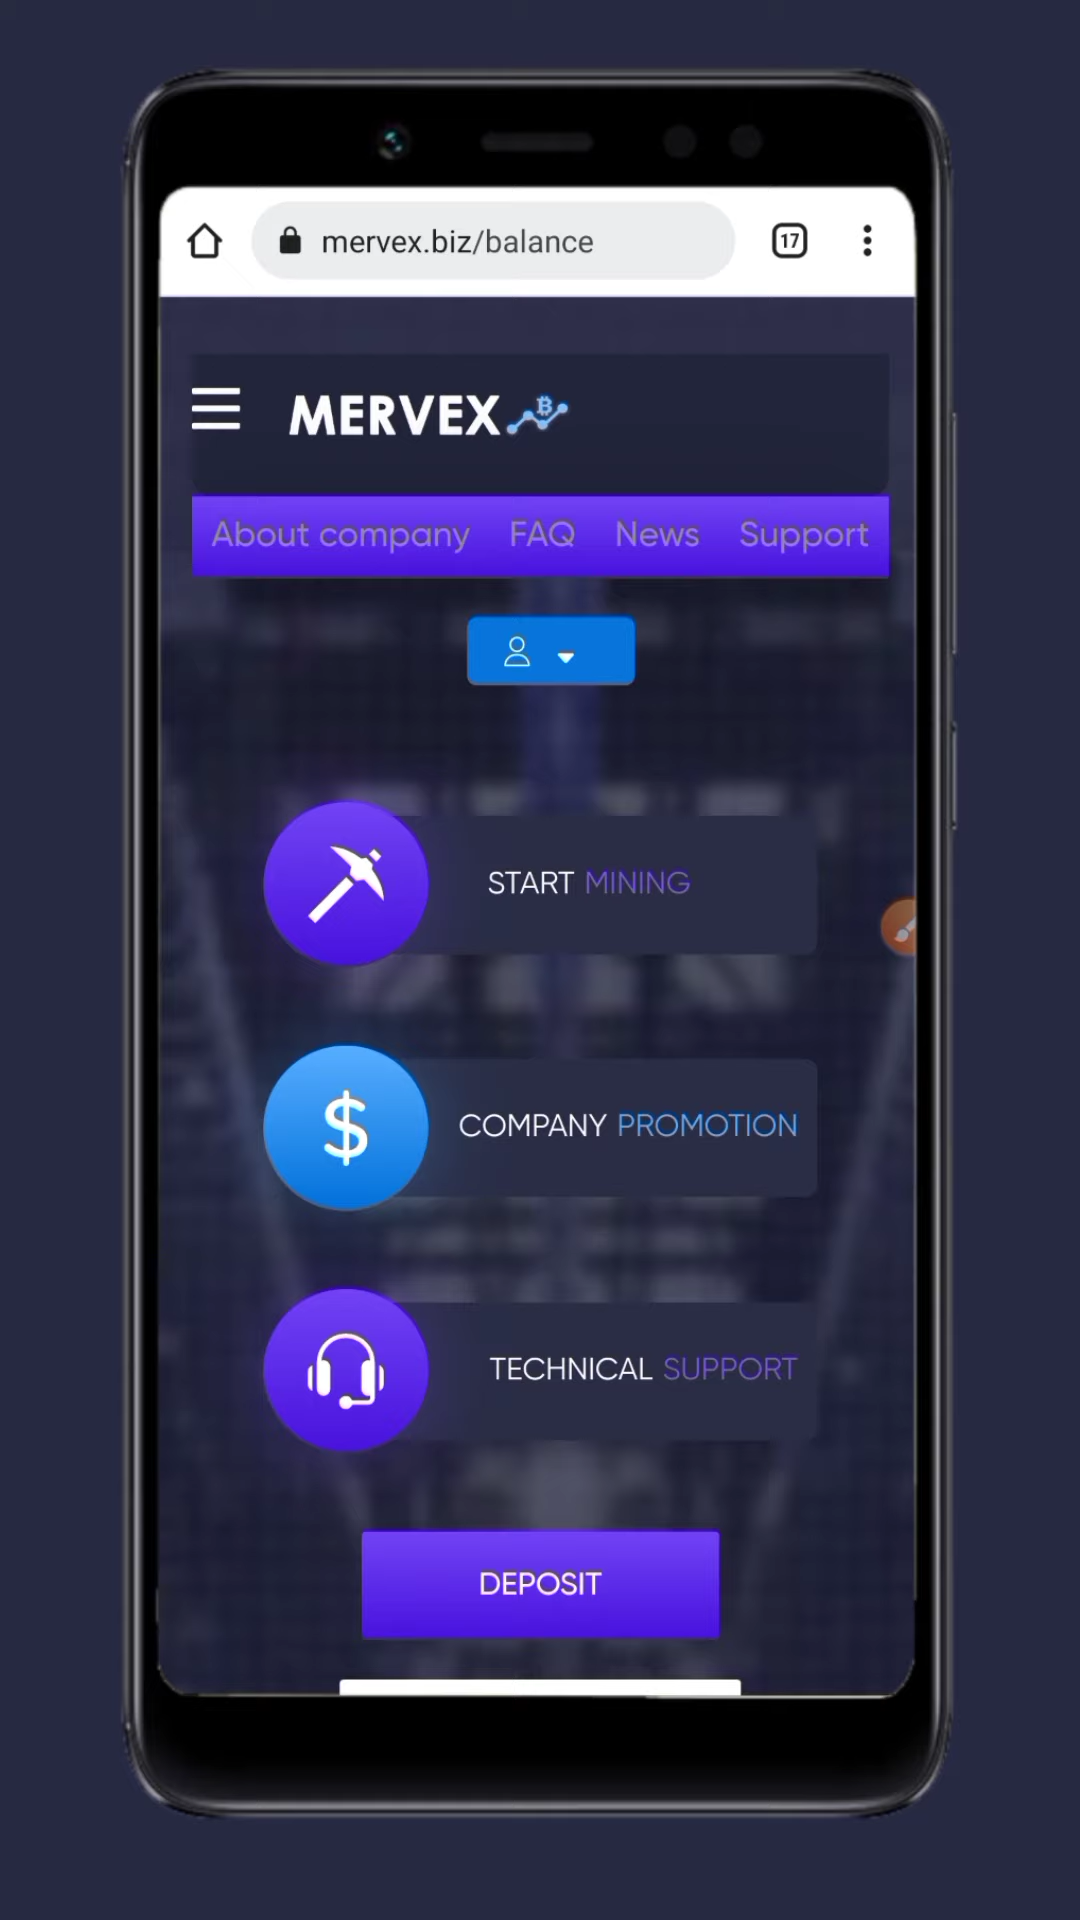 mervex.biz/balance
17
MERVEX
About company FAQ News Support
START MINING
$
COMPANY PROMOTION
TECHNICAL SUPPORT
DEPOSIT